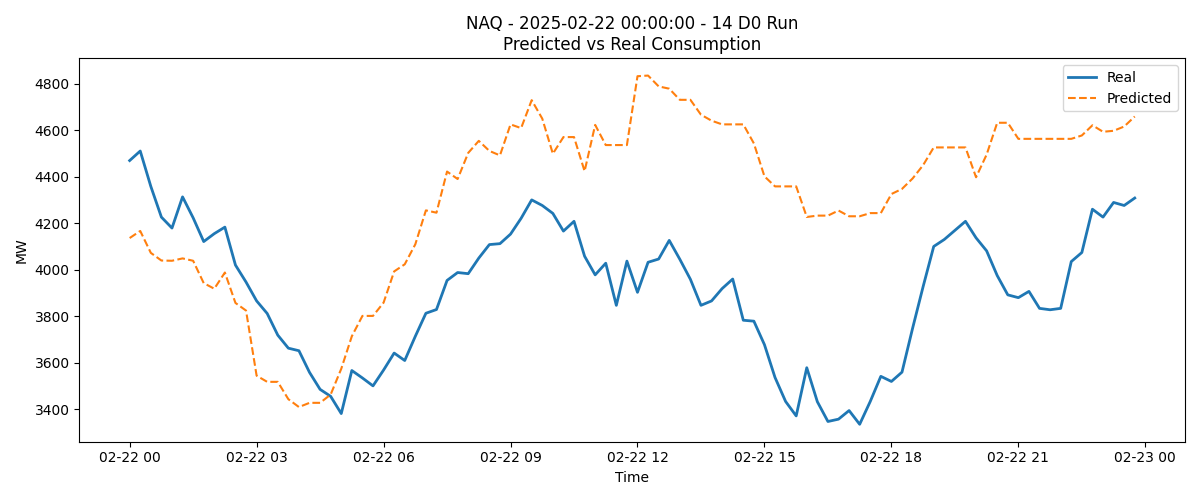 NAQ - 2025-02-22 00:00:00 - 14 D0 Run
Predicted vs Real Consumption
Real
Predicted
MW
4800
4600
4400
4200
4000
3800
3600
3400
02-22 00
02-22 03
02-22 06
02-22 09
02-22 12
02-22 15
02-22 18
02-22 21
02-23 00
Time